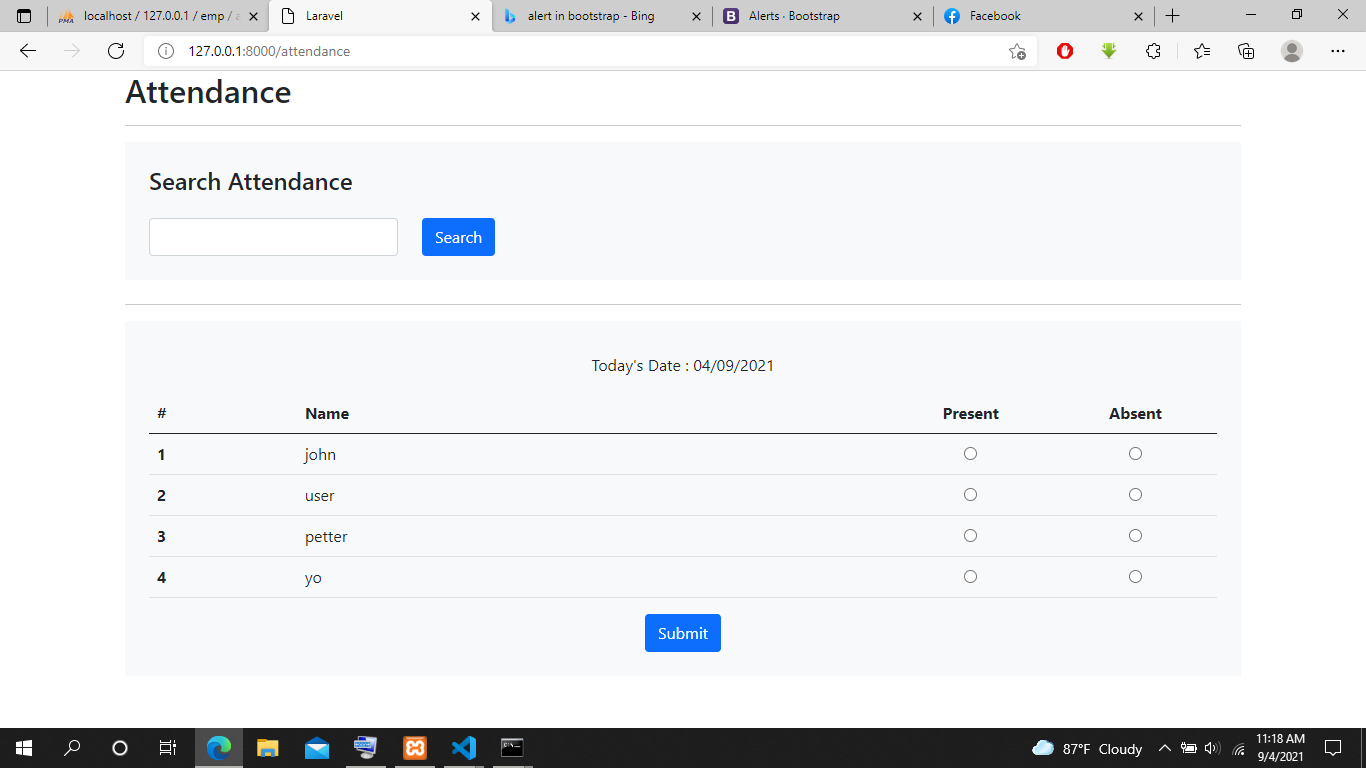 localhost / 127.0.0.1 / emp / a
Laravel
alert in bootstrap - Bing
Alerts · Bootstrap
Facebook
127.0.0.1:8000/attendance
Attendance
Search Attendance
Search
Today's Date : 04/09/2021
# Name Present Absent
1 john
2 user
3 petter
4 yo
Submit
87°F Cloudy
11:18 AM
9/4/2021